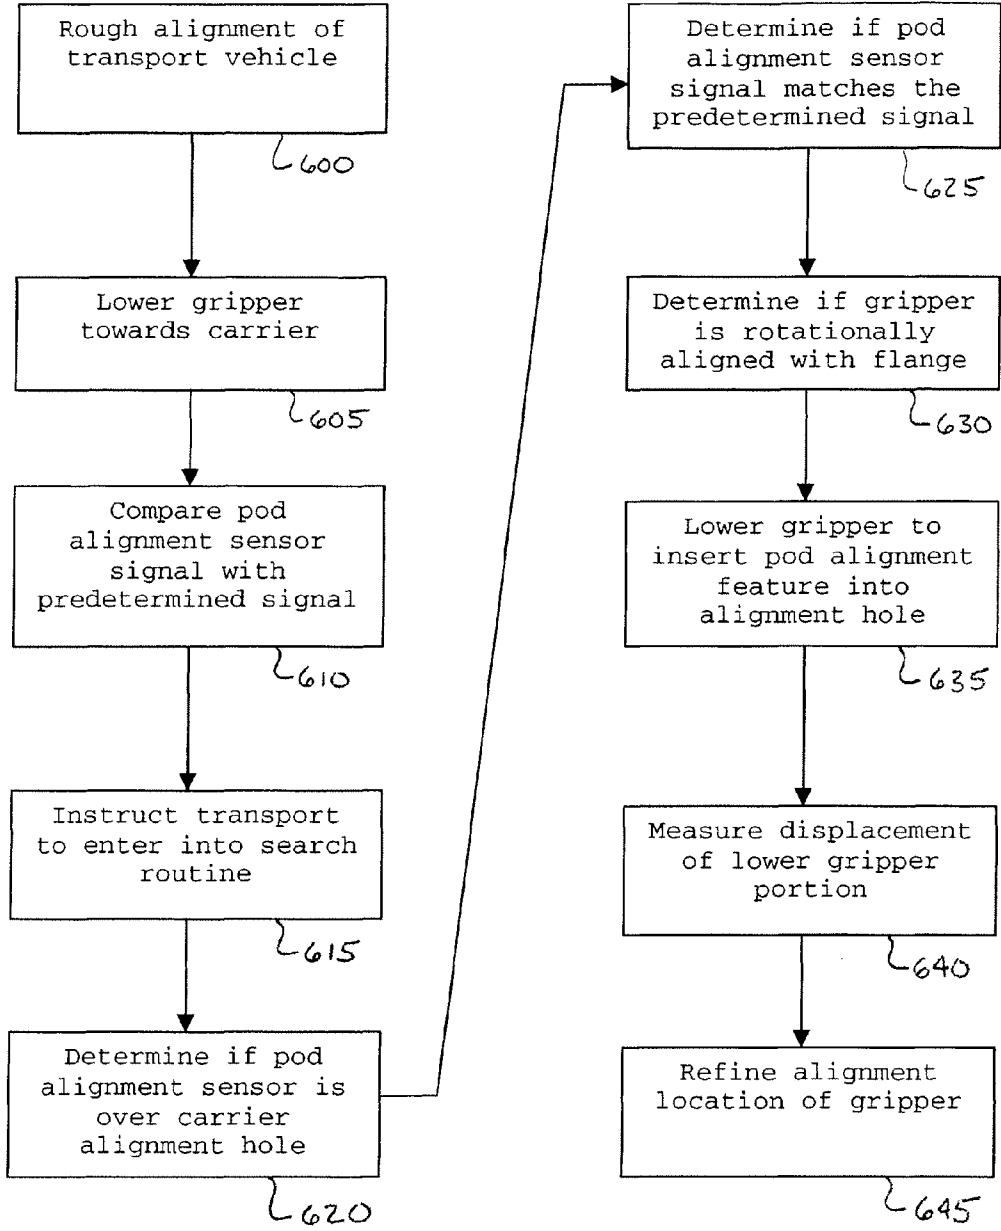 Rough alignment of
transport vehicle
600
Lower gripper
towards carrier
605
Compare pod
alignment sensor
signal with
predetermined signal
610
Instruct transport
to enter into search
routine
615
Determine if pod
alignment sensor is
over carrier
alignment hole
620
Determine if pod
alignment sensor
signal matches the
predetermined signal
625
Determine if gripper
is rotationally
aligned with flange
630
Lower gripper to
insert pod alignment
feature into
alignment hole
635
Measure displacement
of lower gripper
portion
640
Refine alignment
location of gripper
645